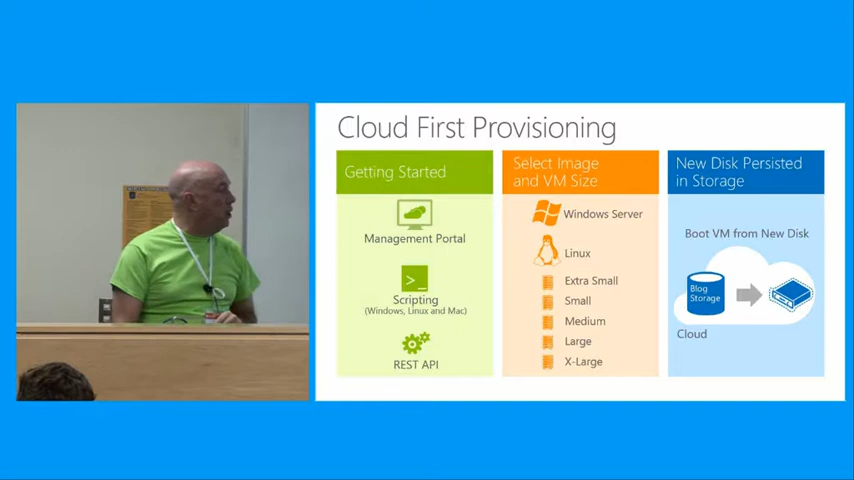 Cloud First Provisioning
Getting Started
Management Portal
Scripting
(Windows, Linux and Mac)
REST API
Select Image
and VM Size
Windows Server
Linux
Extra Small
Small
Medium
Large
X-Large
New Disk Persisted
in Storage
Boot VM from New Disk
Blog
Storage
Cloud